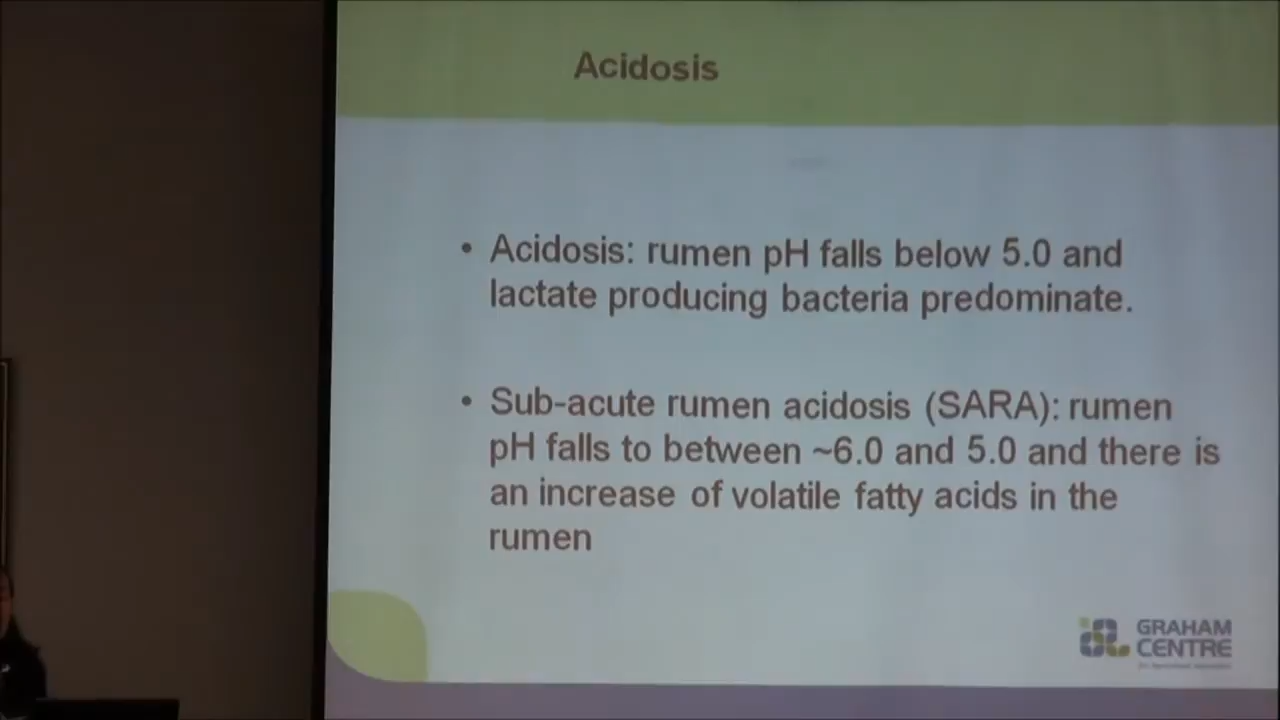 Acidosis
• Acidosis: rumen pH falls below 5.0 and
lactate producing bacteria predominate.
• Sub-acute rumen acidosis (SARA): rumen
pH falls to between ~6.0 and 5.0 and there is
an increase of volatile fatty acids in the
rumen
GRAHAM
CENTRE